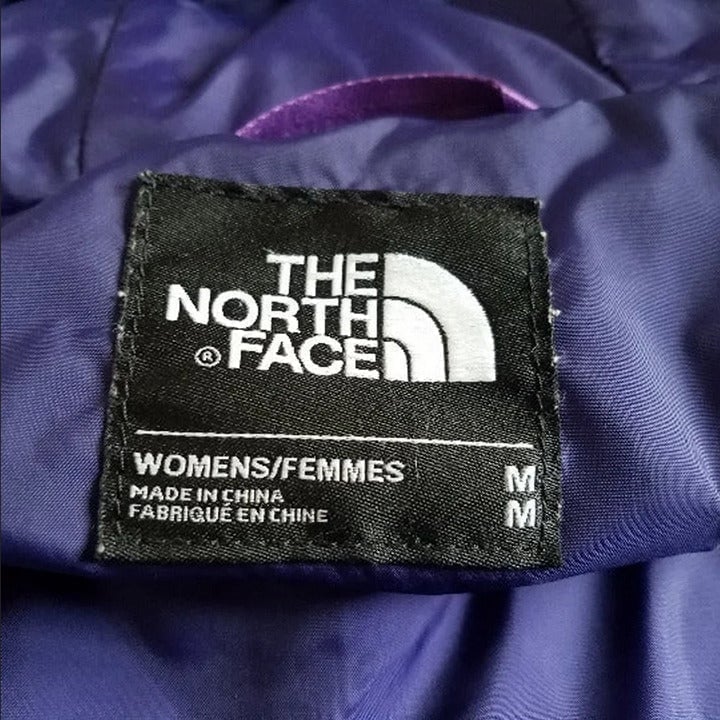 THE
NORTH
® FACE
WOMENS/FEMMES M
MADE IN CHINA
FABRIQUÉ EN CHINE M